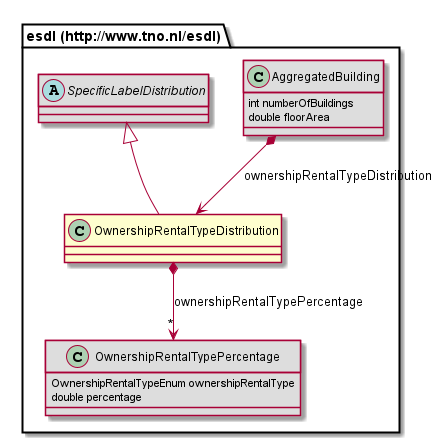 esdl (http://www.tno.nl/esdl)
A SpecificLabelDistribution
C AggregatedBuilding
int numberOfBuildings
double floorArea
ownershipRentalTypeDistribution
C OwnershipRentalTypeDistribution
ownershipRentalTypePercentage
*
C OwnershipRentalTypePercentage
OwnershipRentalTypeEnum ownershipRentalType
double percentage